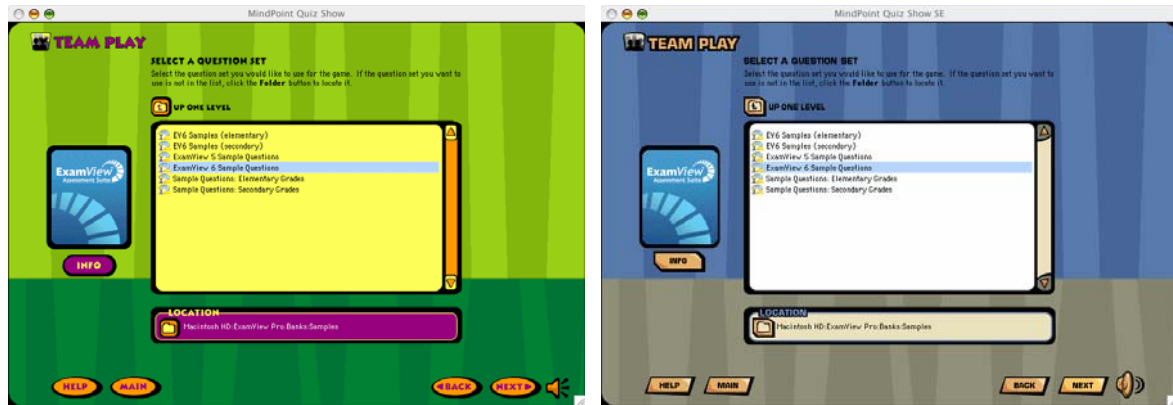 MindPoint Quiz Show
TEAM PLAY
SELECT A QUESTION SET
Select the question set you would like to use for the game. If the question set you want to
use is not in the list, click the Folder button to locate it.
UP ONE LEVEL
EV6 Samples (elementary)
EV6 Samples (secondary)
ExamView 5 Sample Questions
ExamView 6 Sample Questions
Sample Questions: Elementary Grades
Sample Questions: Secondary Grades
ExamView
Assessment Suite
INFO
LOCATION
Macintosh HD:ExamView Pro:Banks:Samples
HELP
MAIN
BACK
NEXT
MindPoint Quiz Show SE
TEAM PLAY
SELECT A QUESTION SET
Select the question set you would like to use for the game. If the question set you want to
use is not in the list, click the Folder button to locate it.
UP ONE LEVEL
EV6 Samples (elementary)
EV6 Samples (secondary)
ExamView 5 Sample Questions
ExamView 6 Sample Questions
Sample Questions: Elementary Grades
Sample Questions: Secondary Grades
ExamView
Assessment Suite
INFO
LOCATION
Macintosh HD:ExamView Pro:Banks:Samples
HELP
MAIN
BACK
NEXT